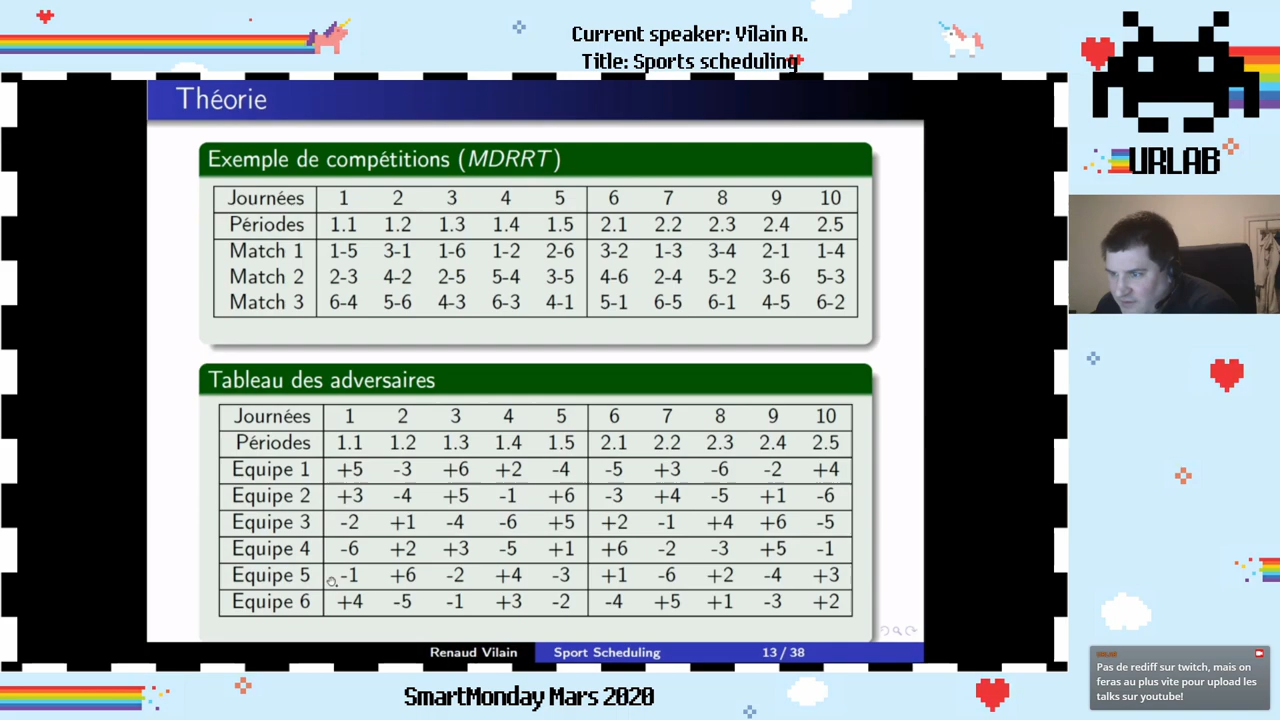 Current speaker: Vilain R.
Title: Sports scheduling
URLAB
Théorie
Exemple de compétitions (MDRRT)
Journées 1 2 3 4 5 6 7 8 9 10
Périodes 1.1 1.2 1.3 1.4 1.5 2.1 2.2 2.3 2.4 2.5
Match 1 1-5 3-1 1-6 1-2 2-6 3-2 1-3 3-4 2-1 1-4
Match 2 2-3 4-2 2-5 5-4 3-5 4-6 2-4 5-2 3-6 5-3
Match 3 6-4 5-6 4-3 6-3 4-1 5-1 6-5 6-1 4-5 6-2
Tableau des adversaires
Journées 1 2 3 4 5 6 7 8 9 10
Périodes 1.1 1.2 1.3 1.4 1.5 2.1 2.2 2.3 2.4 2.5
Equipe 1 +5 -3 +6 +2 -4 -5 +3 -6 -2 +4
Equipe 2 +3 -4 +5 -1 +6 -3 +4 -5 +1 -6
Equipe 3 -2 +1 -4 -6 +5 +2 -1 +4 +6 -5
Equipe 4 -6 +2 +3 -5 +1 +6 -2 -3 +5 -1
Equipe 5 -1 +6 -2 +4 -3 +1 -6 +2 -4 +3
Equipe 6 +4 -5 -1 +3 -2 -4 +5 +1 -3 +2
Renaud Vilain Sport Scheduling 13 / 38
SmartMonday Mars 2020
URLAB
Pas de rediff sur twitch, mais on
feras au plus vite pour upload les
talks sur youtube!